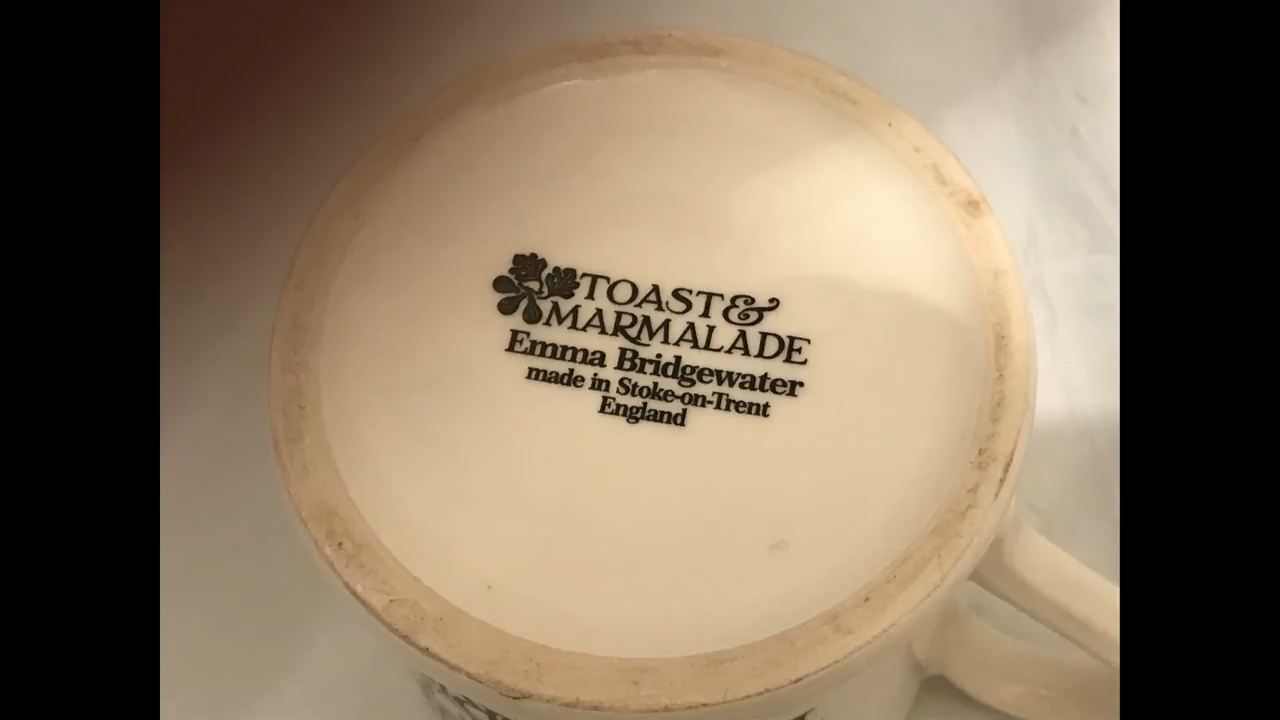 TOAST &
MARMALADE
Emma Bridgewater
made in Stoke-on-Trent
England